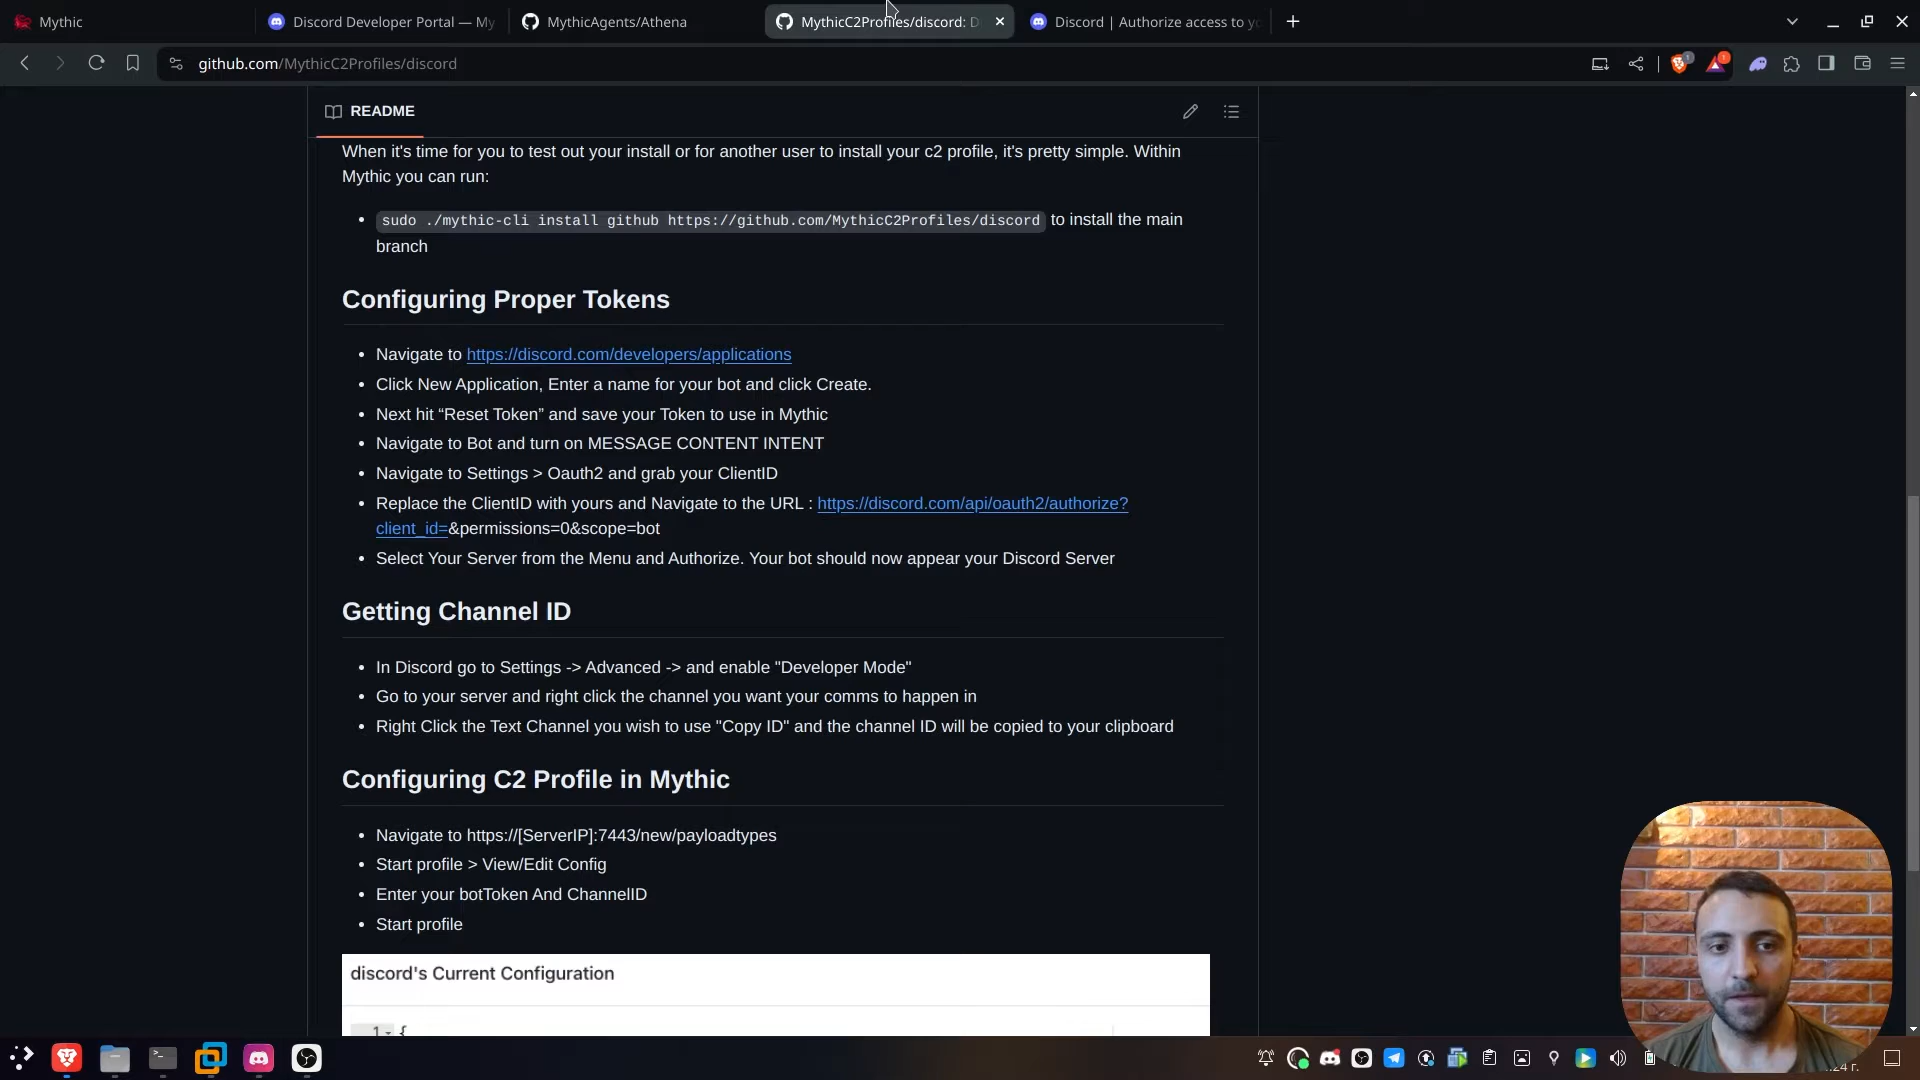 Mythic
Discord Developer Portal — My
MythicAgents/Athena
MythicC2Profiles/discord: D
Discord | Authorize access to yo
github.com/MythicC2Profiles/discord
README
When it's time for you to test out your install or for another user to install your c2 profile, it's pretty simple. Within
Mythic you can run:
• sudo ./mythic-cli install github https://github.com/MythicC2Profiles/discord to install the main
branch
Configuring Proper Tokens
• Navigate to https://discord.com/developers/applications
• Click New Application, Enter a name for your bot and click Create.
• Next hit “Reset Token” and save your Token to use in Mythic
• Navigate to Bot and turn on MESSAGE CONTENT INTENT
• Navigate to Settings > Oauth2 and grab your ClientID
• Replace the ClientID with yours and Navigate to the URL : https://discord.com/api/oauth2/authorize?
client_id=&permissions=0&scope=bot
• Select Your Server from the Menu and Authorize. Your bot should now appear your Discord Server
Getting Channel ID
• In Discord go to Settings -> Advanced -> and enable "Developer Mode"
• Go to your server and right click the channel you want your comms to happen in
• Right Click the Text Channel you wish to use "Copy ID" and the channel ID will be copied to your clipboard
Configuring C2 Profile in Mythic
• Navigate to https://[ServerIP]:7443/new/payloadtypes
• Start profile > View/Edit Config
• Enter your botToken And ChannelID
• Start profile
discord's Current Configuration
1 {